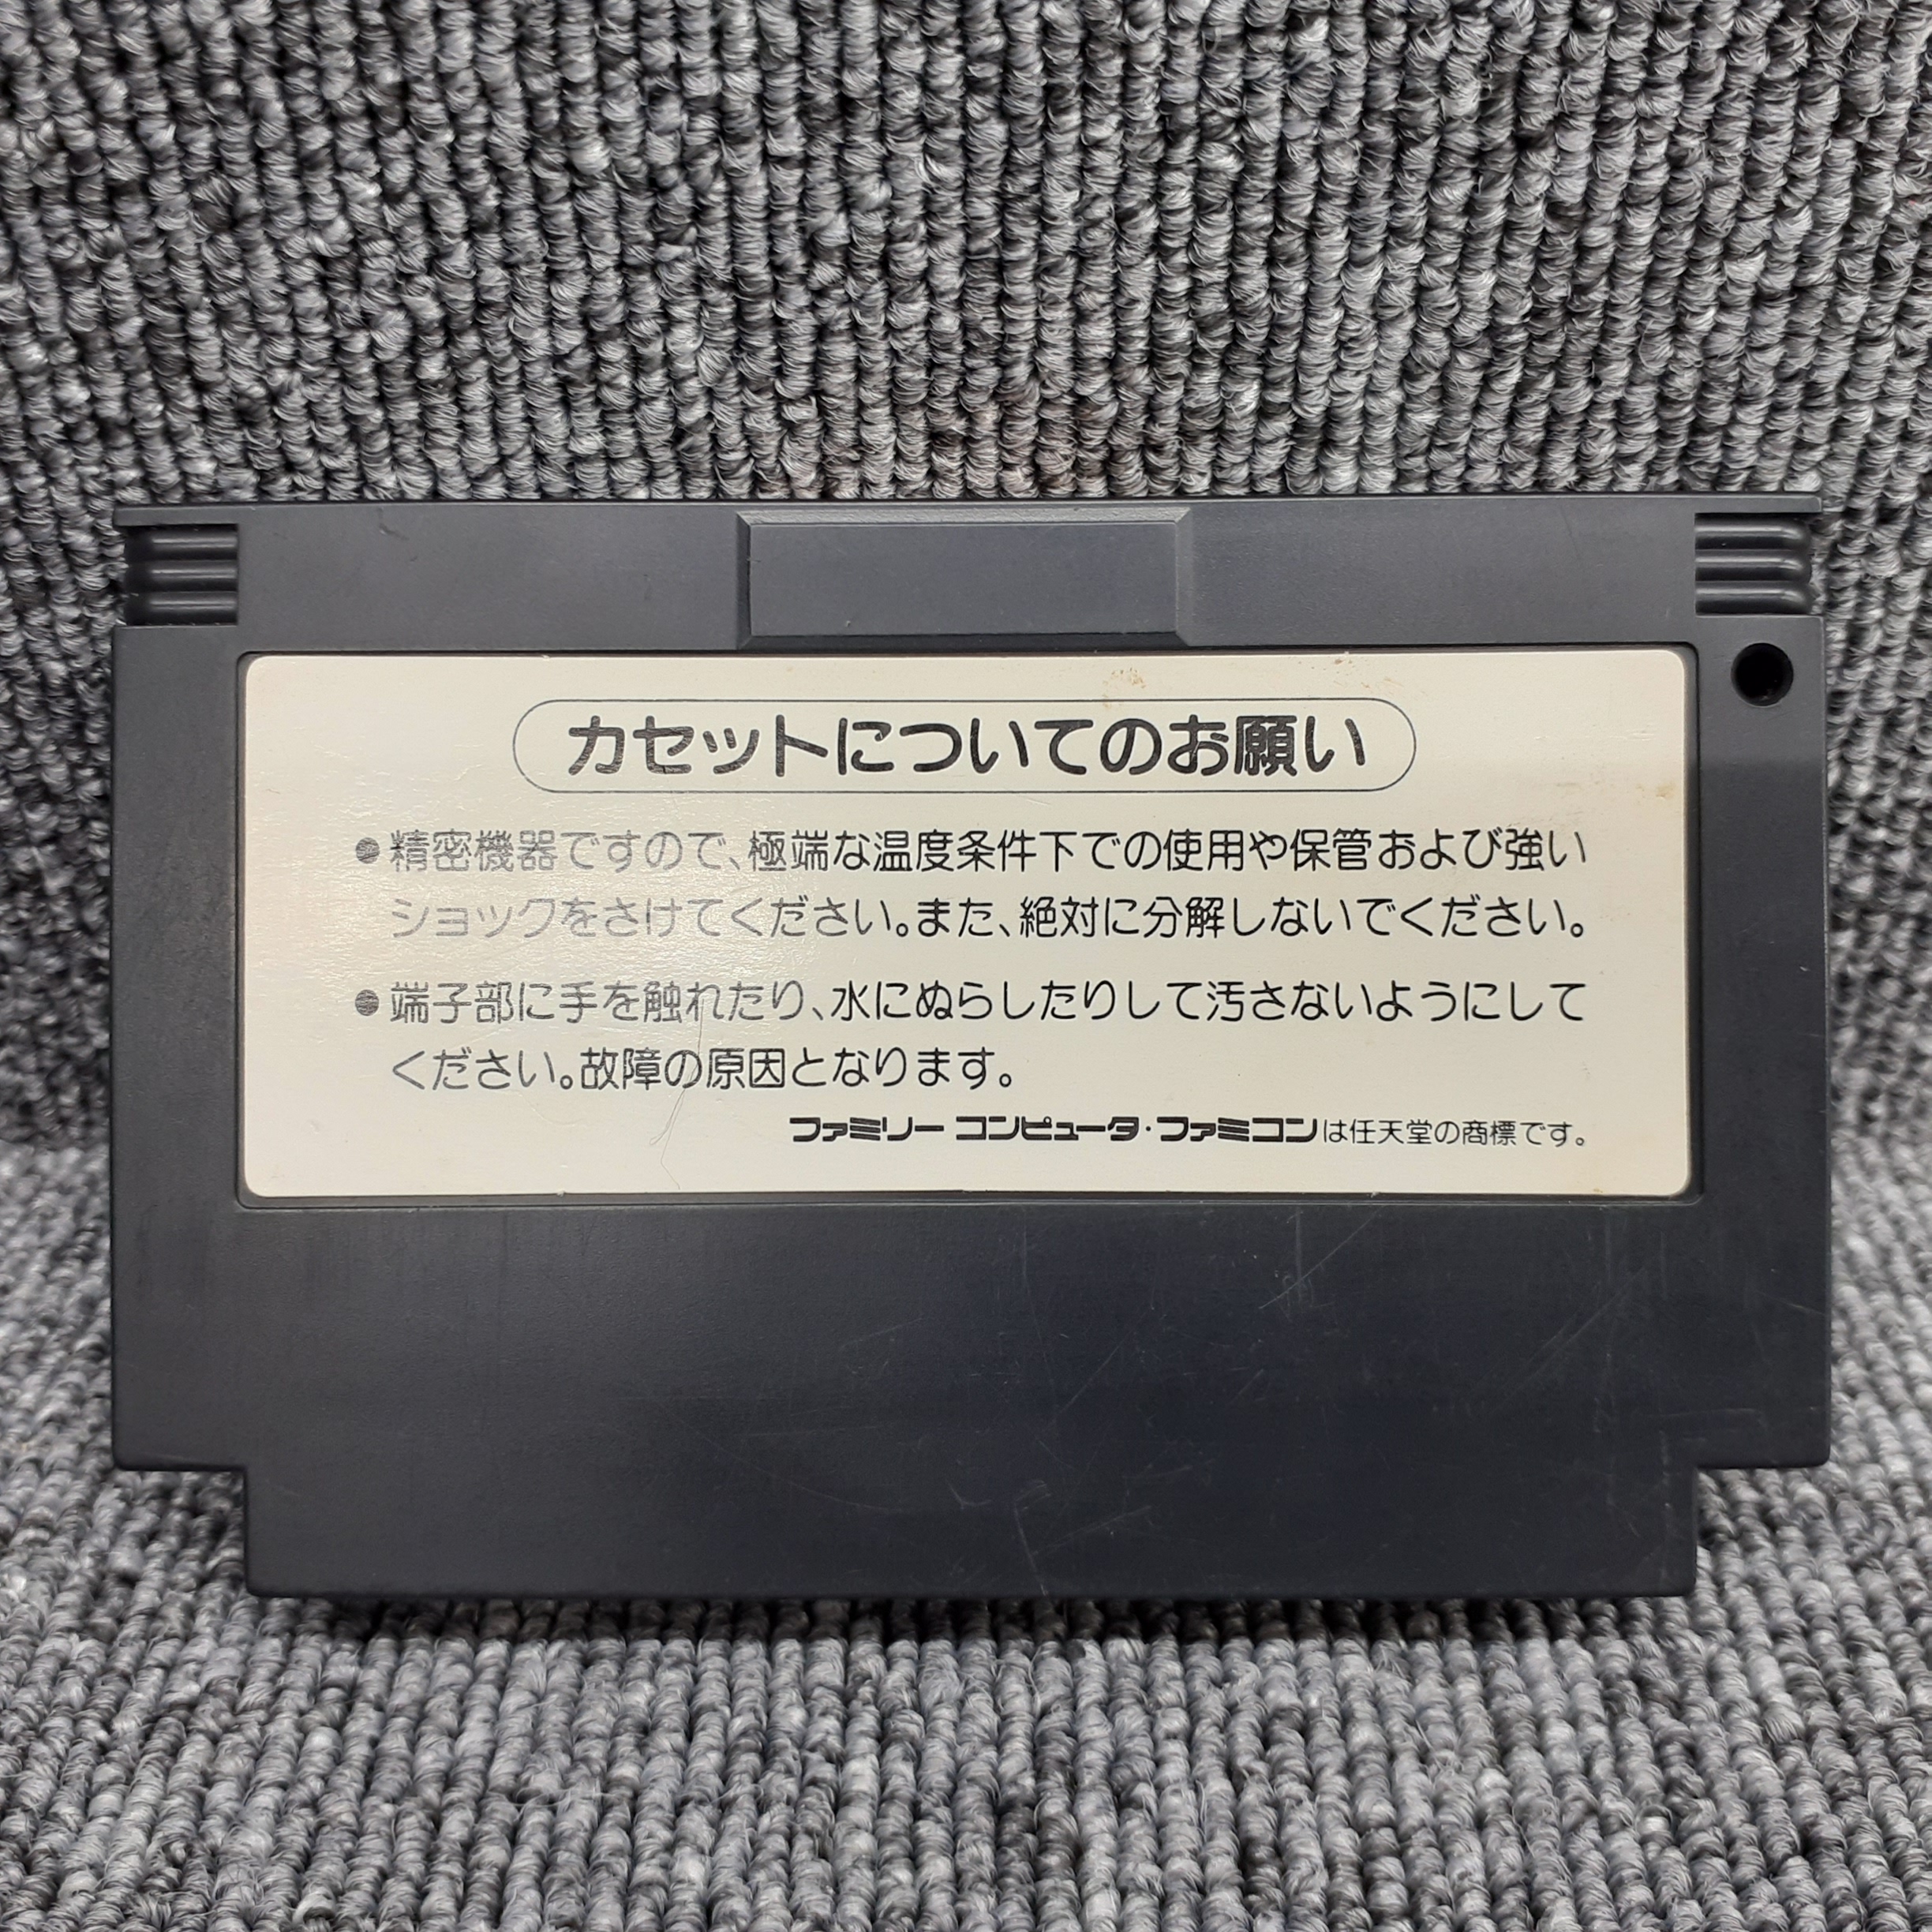 カセットについてのお願い
●精密機器ですので、極端な温度条件下での使用や保管および強い
ショックをさけてください。また、絶対に分解しないでください。
●端子部に手を触れたり、水にぬらしたりして汚さないようにして
ください。故障の原因となります。
ファミリー コンピュータ・ファミコンは任天堂の商標です。